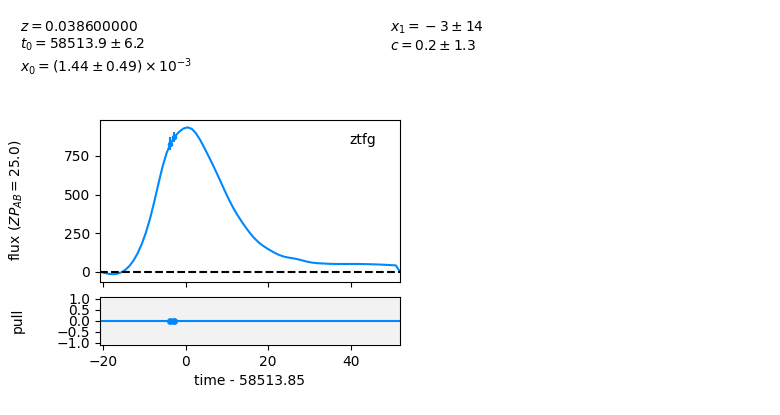 z = 0.038600000
t₀ = 58513.9 ± 6.2
x₀ = (1.44 ± 0.49) × 10⁻³
x₁ = −3 ± 14
c = 0.2 ± 1.3
ztfg
flux (ZP_AB = 25.0)
750
500
250
0
pull
1.0
0.5
0.0
−0.5
−1.0
−20 0 20 40
time - 58513.85